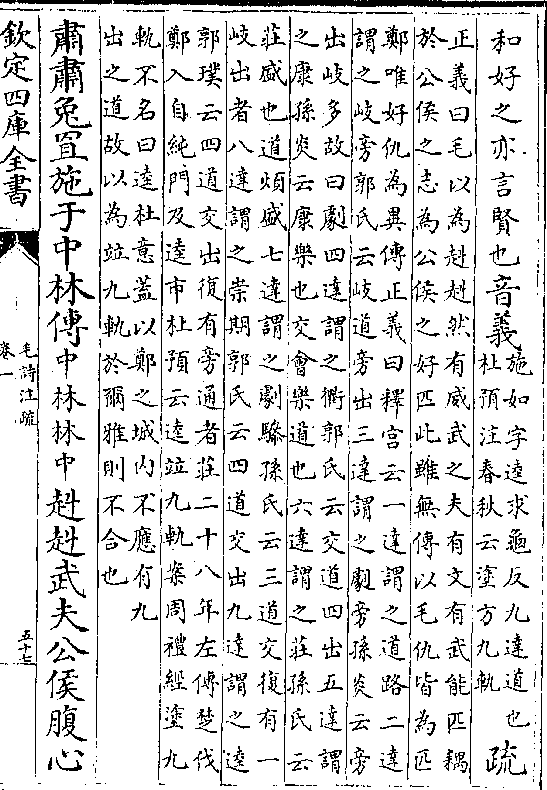 和好之亦言賢也音義
施如字逵求龜反九達道也
杜預注春秋云塗方九軌
疏
正義曰毛以為赳赳然有威武之夫有文有武能匹耦
於公侯之志為公侯之好匹此雖無傳以毛仇皆為匹
鄭唯好仇為異傳正義曰釋宮云一達謂之道路二達
謂之岐旁郭氏云岐道旁出三達謂之劇旁孫炎云旁
出岐多故曰劇四達謂之衢郭氏云交道四出五達謂
之康孫炎云康樂也交會樂道也六達謂之莊孫氏云
莊盛也道煩盛七達謂之劇驂孫氏云三道交復有一
岐出者八達謂之崇期郭氏云四道交出九達謂之逵
郭璞云四道交出復有旁通者莊二十八年左傳楚伐
鄭入自純門及逵市杜預云逵竝九軌案周禮經塗九
軌不名曰逵杜意蓋以鄭之城内不應有九
出之道故以為竝九軌於爾雅則不合也
肅肅兔罝施于中林傳中林林中赳赳武夫公侯腹心
欽定四庫全書
毛詩注疏
卷一
五十七